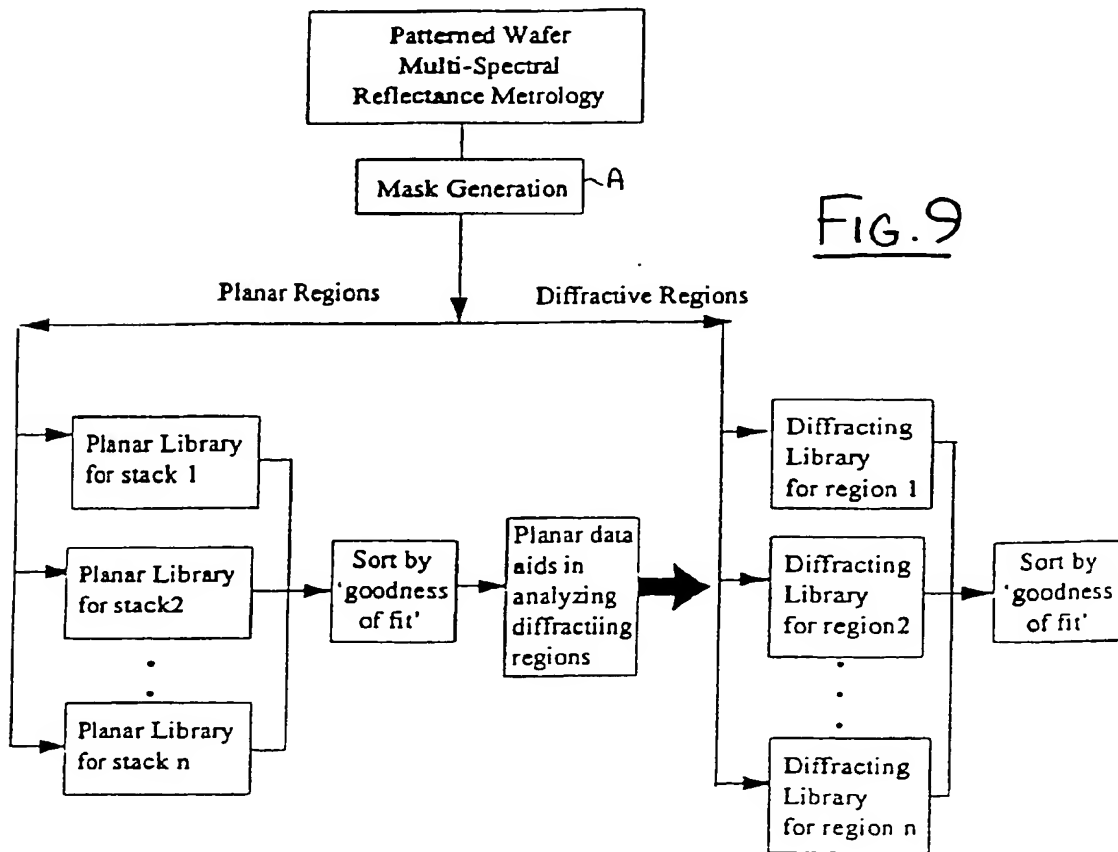 Patterned Wafer
Multi-Spectral
Reflectance Metrology
Mask Generation
A
FIG. 9
Planar Regions
Diffractive Regions
Planar Library
for stack 1
Planar Library
for stack2
Planar Library
for stack n
Sort by
'goodness
of fit'
Planar data
aids in
analyzing
diffractiing
regions
Diffracting
Library
for region 1
Diffracting
Library
for region2
Diffracting
Library
for region n
Sort by
'goodness
of fit'